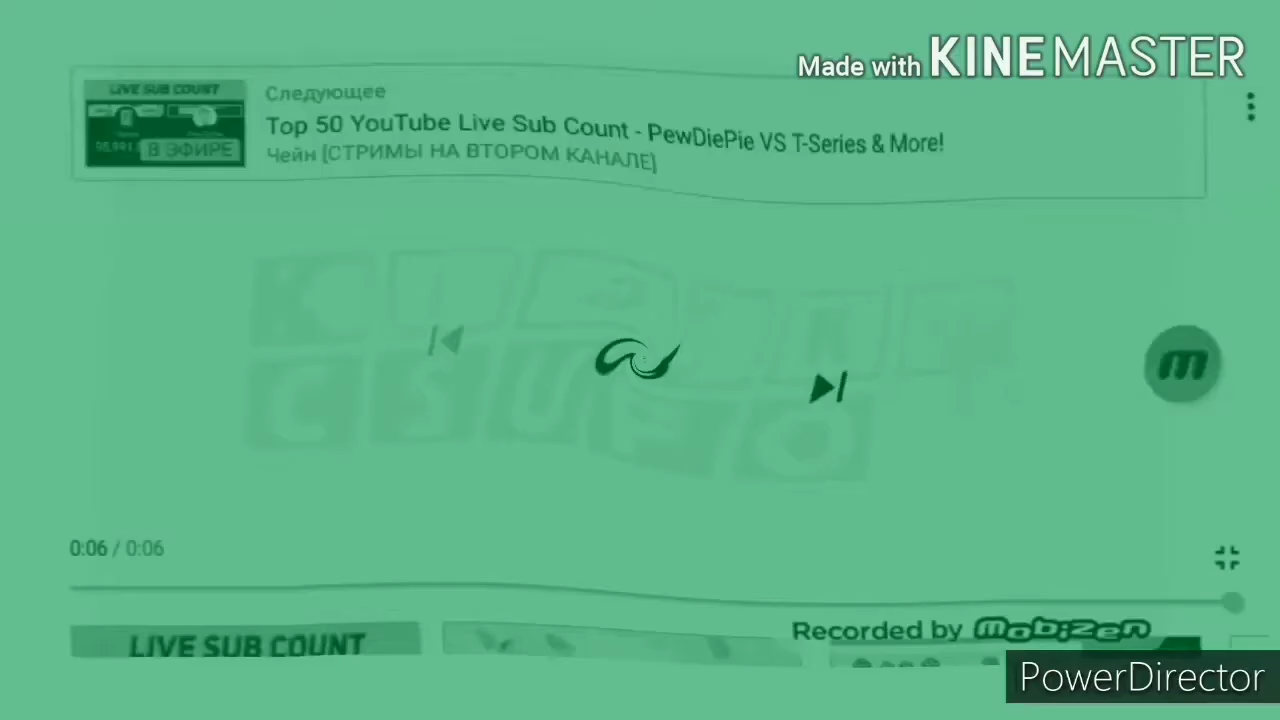 Made with KINEMASTER
LIVE SUB COUNT
В ЭФИРЕ
Следующее
Top 50 YouTube Live Sub Count - PewDiePie VS T-Series & More!
Чейн [СТРИМЫ НА ВТОРОМ КАНАЛЕ]
m
CSUPO
0:06 / 0:06
LIVE SUB COUNT
Recorded by mobizen
PowerDirector